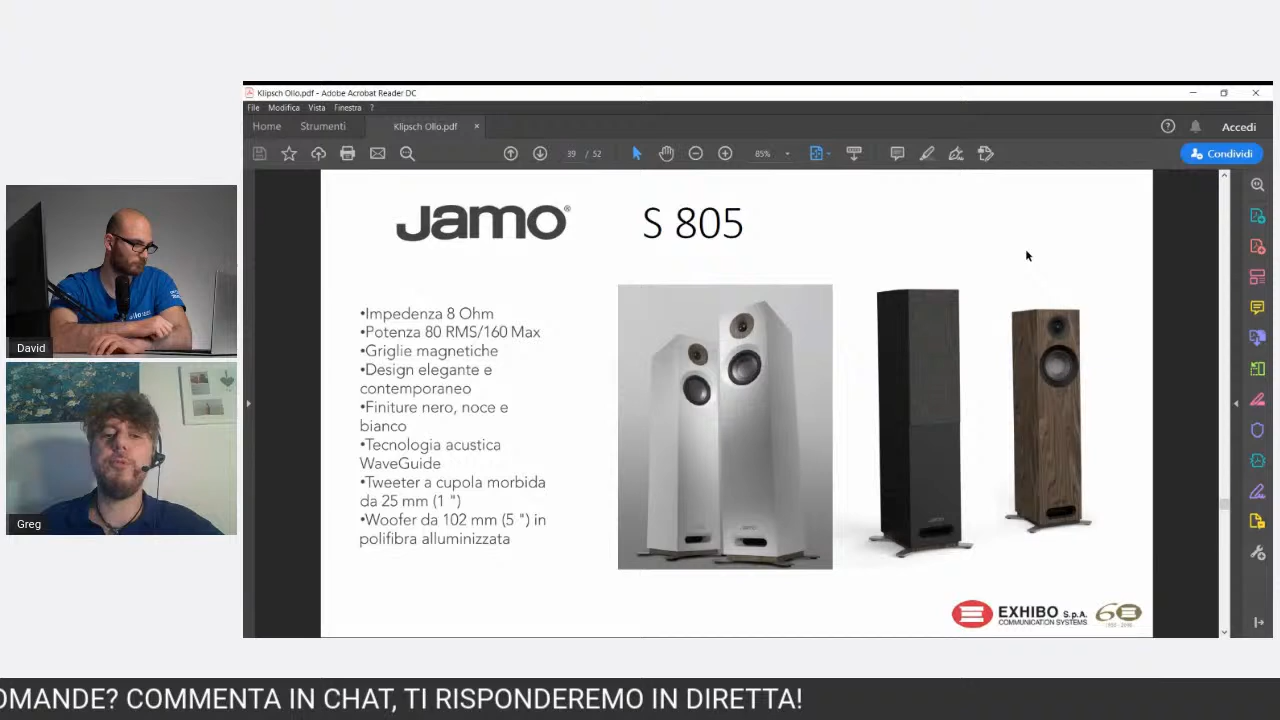 Klipsch Ollo.pdf - Adobe Acrobat Reader DC
File Modifica Vista Finestra ?
Home Strumenti Klipsch Ollo.pdf × Accedi
39 / 52 85% Condividi
Jamo® S 805
•Impedenza 8 Ohm
•Potenza 80 RMS/160 Max
•Griglie magnetiche
•Design elegante e
contemporaneo
•Finiture nero, noce e
bianco
•Tecnologia acustica
WaveGuide
•Tweeter a cupola morbida
da 25 mm (1 ")
•Woofer da 102 mm (5 ") in
polifibra alluminizzata
David
Greg
EXHIBO S.p.A.
COMMUNICATION SYSTEMS
60
OMANDE? COMMENTA IN CHAT, TI RISPONDEREMO IN DIRETTA!